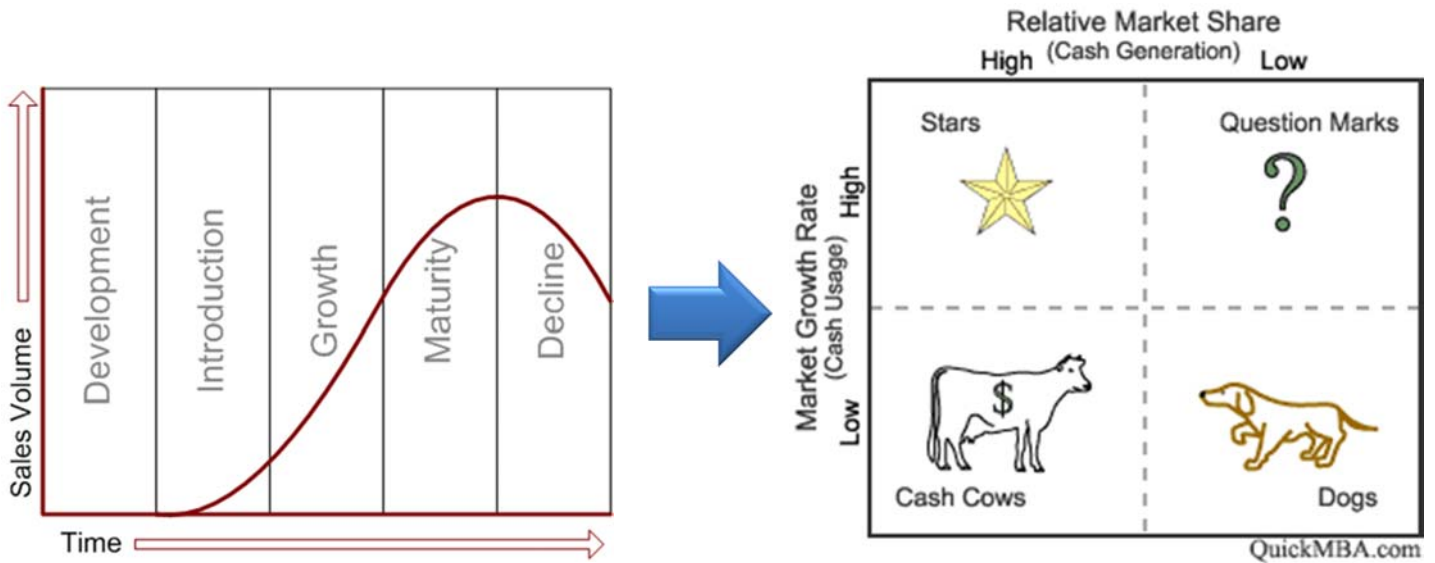 Sales Volume
Development
Introduction
Growth
Maturity
Decline
Time
Relative Market Share
High (Cash Generation) Low
Market Growth Rate
(Cash Usage)
High
Low
Stars
Question Marks
?
$
Cash Cows
Dogs
QuickMBA.com